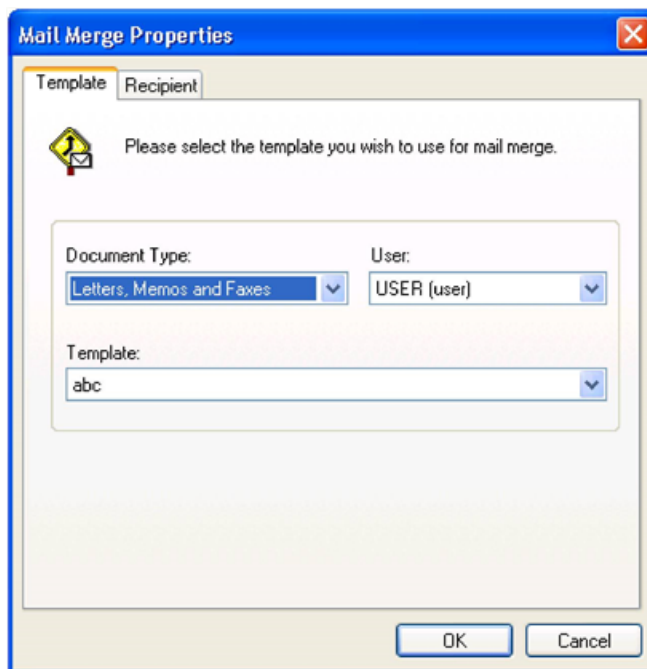 Mail Merge Properties
Template Recipient
Please select the template you wish to use for mail merge.
Document Type: User:
Letters, Memos and Faxes USER (user)
Template:
abc
OK Cancel